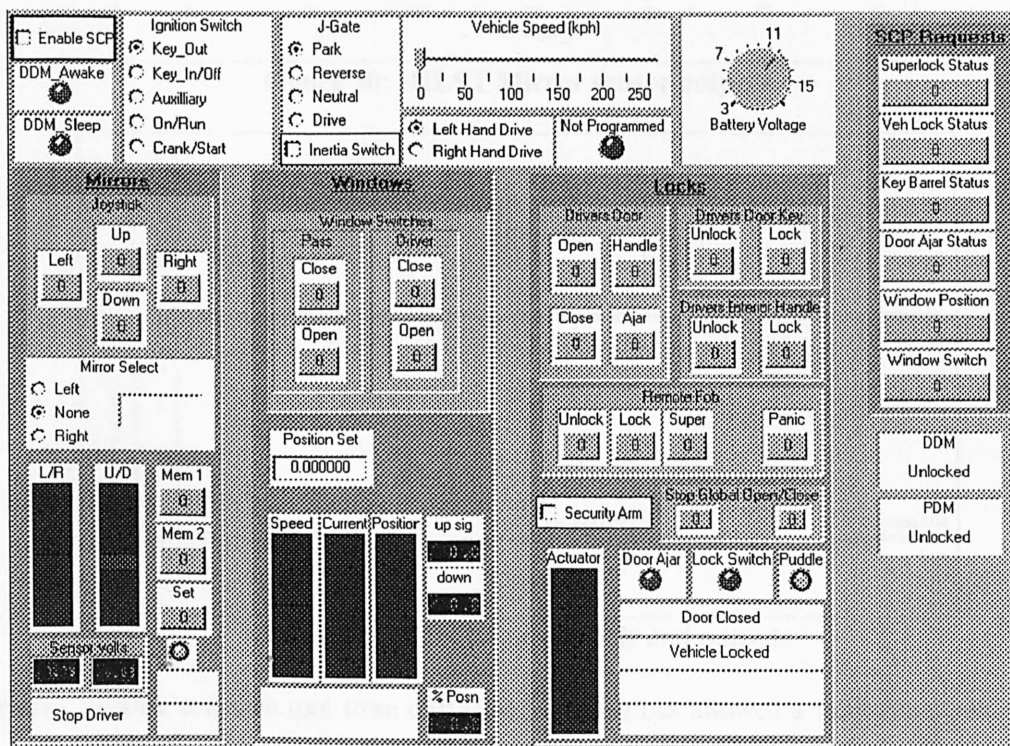 Enable SCP
DDM_Awake
DDM_Sleep
Ignition Switch
Key_Out
Key_In/Off
Auxilliary
On/Run
Crank/Start
J-Gate
Park
Reverse
Neutral
Drive
Inertia Switch
Vehicle Speed (kph)
0 50 100 150 200 250
Left Hand Drive
Right Hand Drive
Not Programmed
3 7 11 15
Battery Voltage
SCP Requests
Superlock Status
0
Veh Lock Status
0
Key Barrel Status
0
Door Ajar Status
0
Window Position
0
Window Switch
0
DDM
Unlocked
PDM
Unlocked
Mirrors
Joystick
Up
0
Left
0
Right
0
Down
0
Mirror Select
Left
None
Right
L/R U/D
Mem 1
0
Mem 2
0
Set
0
Sensor volts
Stop Driver
Windows
Window Switches
Pass Driver
Close Close
0 0
Open Open
0 0
Position Set
0.000000
Speed Current Position
up sig
0.0
down
0.0
% Posn
Locks
Drivers Door
Open Handle
0 0
Close Ajar
0 0
Drivers Door Key
Unlock Lock
0 0
Drivers Interior Handle
Unlock Lock
0 0
Remote Fob
Unlock Lock Super Panic
0 0 0 0
Security Arm
Stop Global Open/Close
0 0
Actuator
Door Ajar Lock Switch Puddle
Door Closed
Vehicle Locked